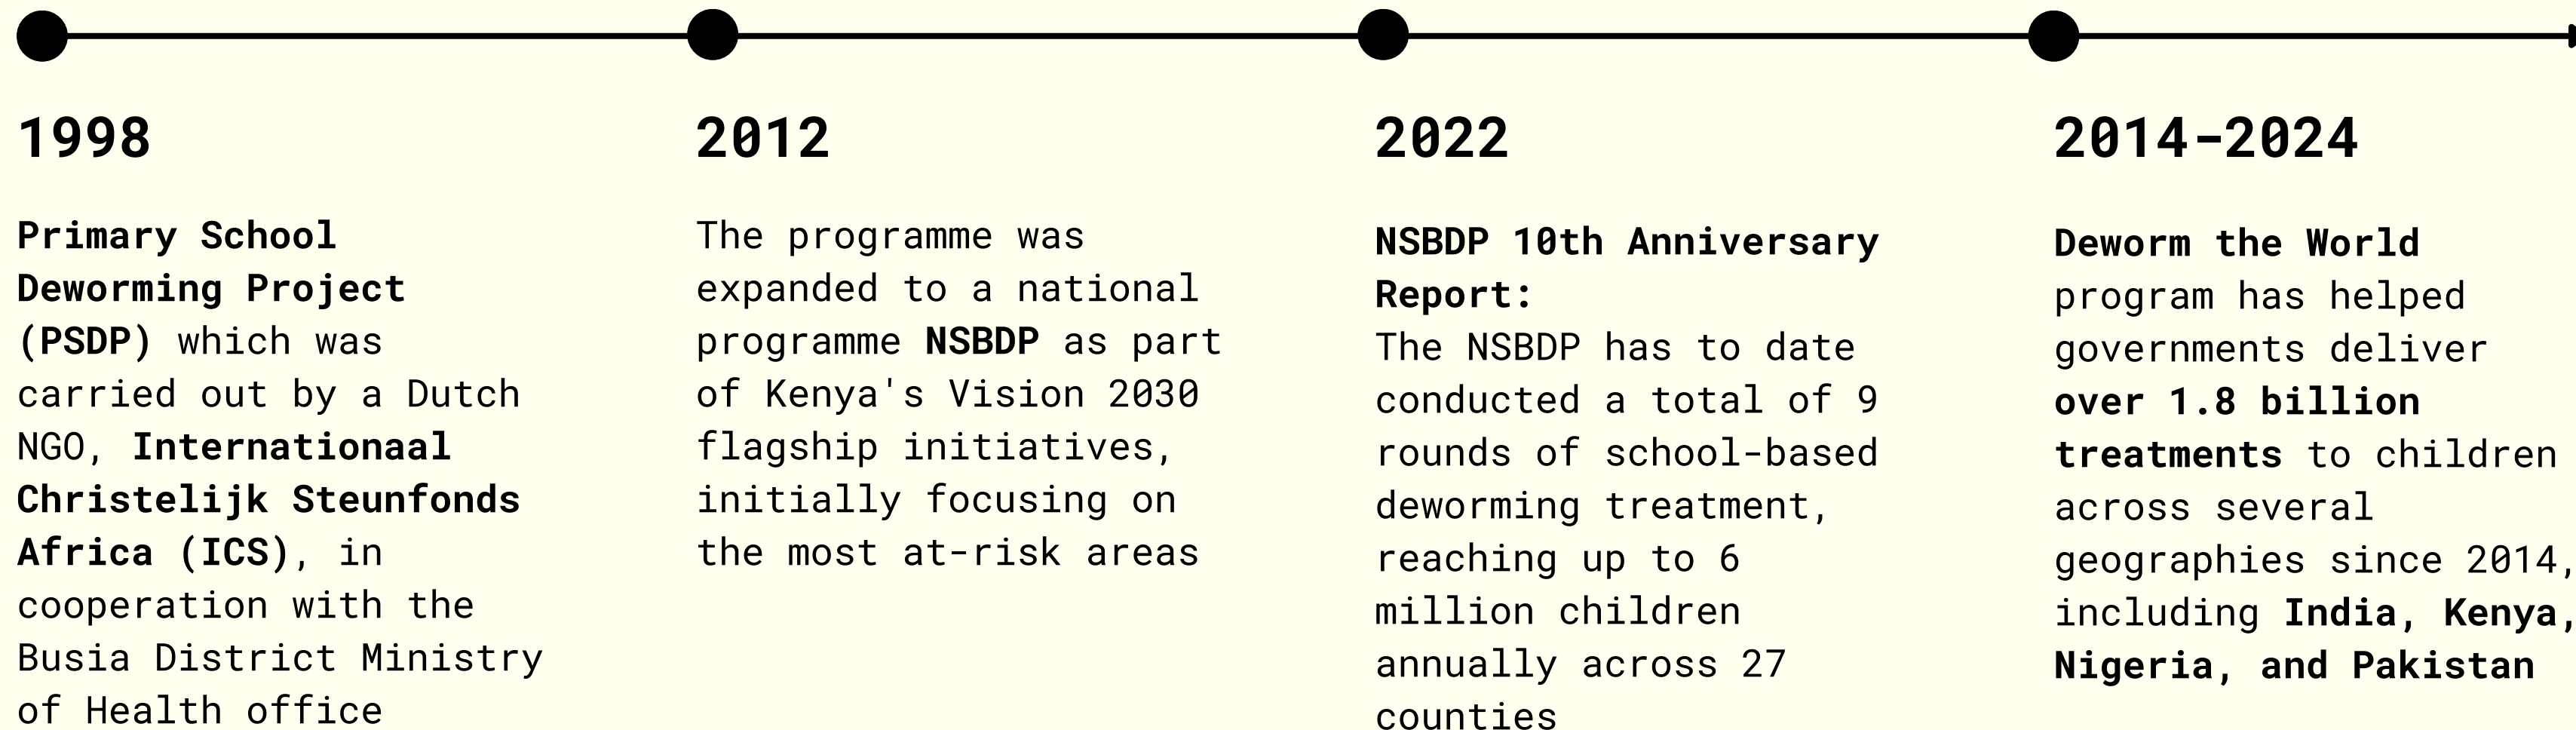 1998
Primary School
Deworming Project
(PSDP) which was
carried out by a Dutch
NGO, Internationaal
Christelijk Steunfonds
Africa (ICS), in
cooperation with the
Busia District Ministry
of Health office
2012
The programme was
expanded to a national
programme NSBDP as part
of Kenya's Vision 2030
flagship initiatives,
initially focusing on
the most at-risk areas
2022
NSBDP 10th Anniversary
Report:
The NSBDP has to date
conducted a total of 9
rounds of school-based
deworming treatment,
reaching up to 6
million children
annually across 27
counties
2014-2024
Deworm the World
program has helped
governments deliver
over 1.8 billion
treatments to children
across several
geographies since 2014,
including India, Kenya,
Nigeria, and Pakistan